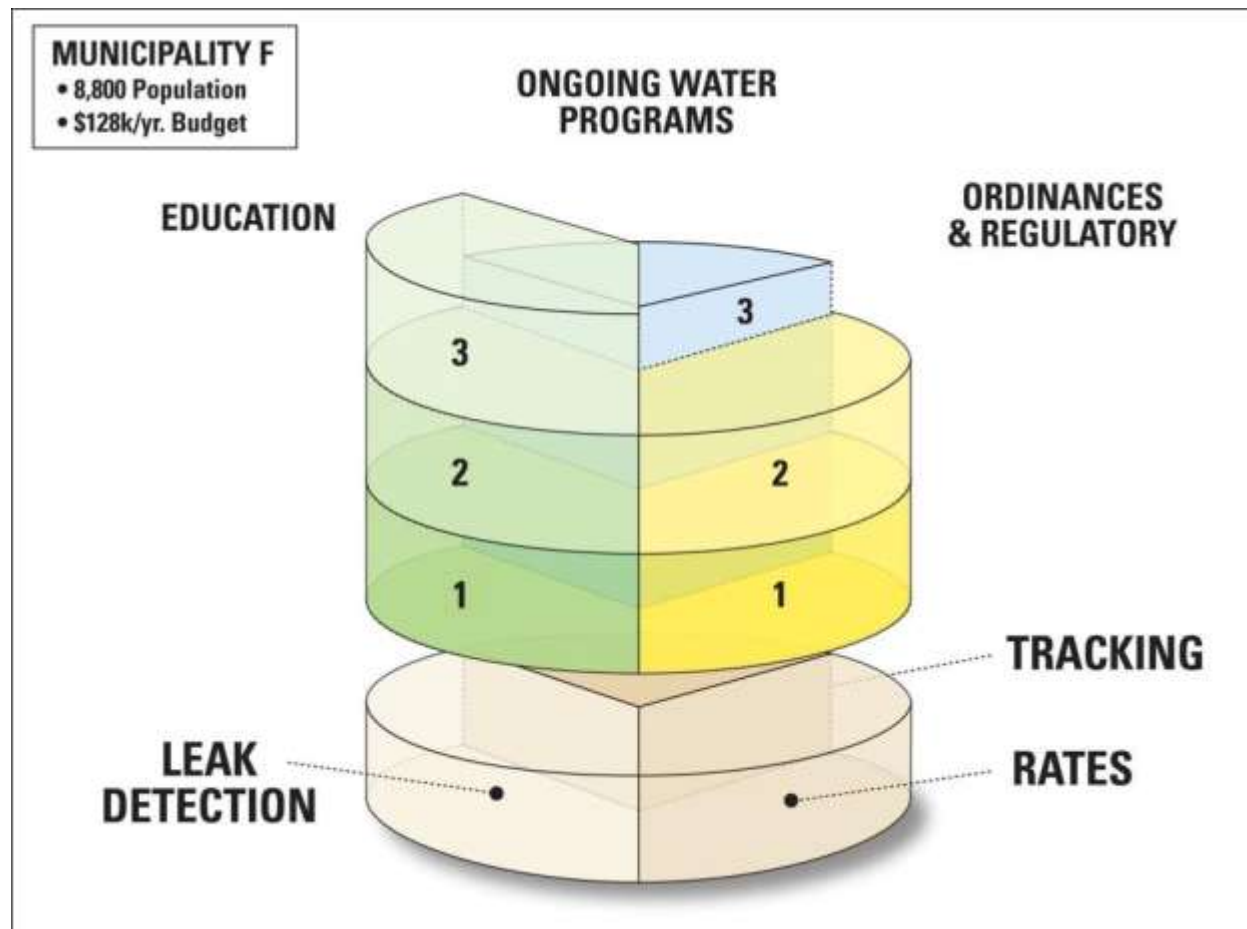 MUNICIPALITY F
• 8,800 Population
• $128k/yr. Budget
ONGOING WATER
PROGRAMS
EDUCATION
ORDINANCES
& REGULATORY
3
3
2
2
1
1
TRACKING
LEAK
DETECTION
RATES